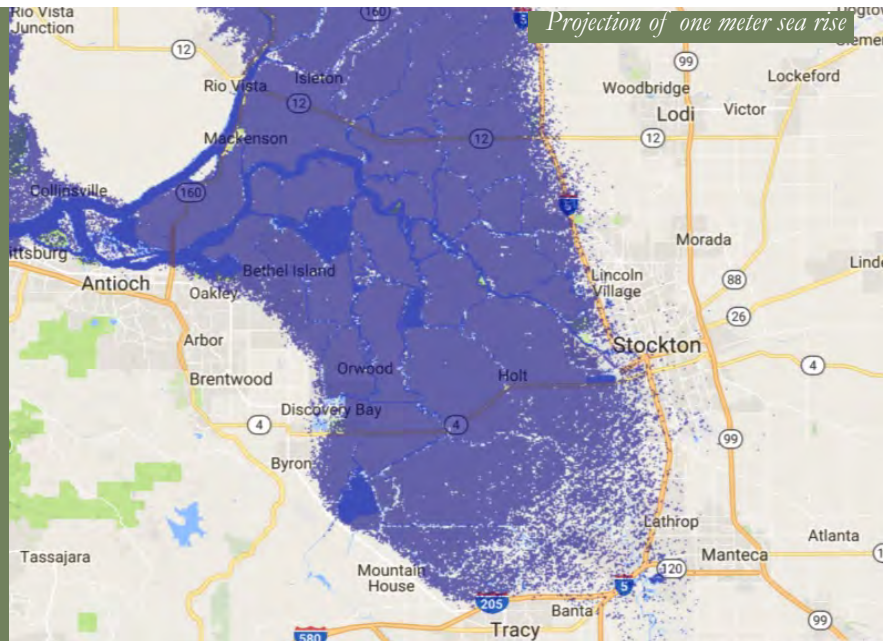 Rio Vista
Junction
160
5
Projection of one meter sea rise
12
99
Lockeford
Rio Vista
Isleton
12
Woodbridge
Lodi
Victor
Mackenson
12
12
160
Collinsville
5
Morada
ittsburg
Antioch
Bethel Island
Oakley
Lincoln
Village
88
Linde
26
Arbor
Stockton
Brentwood
Orwood
Holt
4
Discovery Bay
4
4
Byron
99
Lathrop
Tassajara
Mountain
House
Manteca
Atlanta
120
5
205
Banta
99
580
Tracy